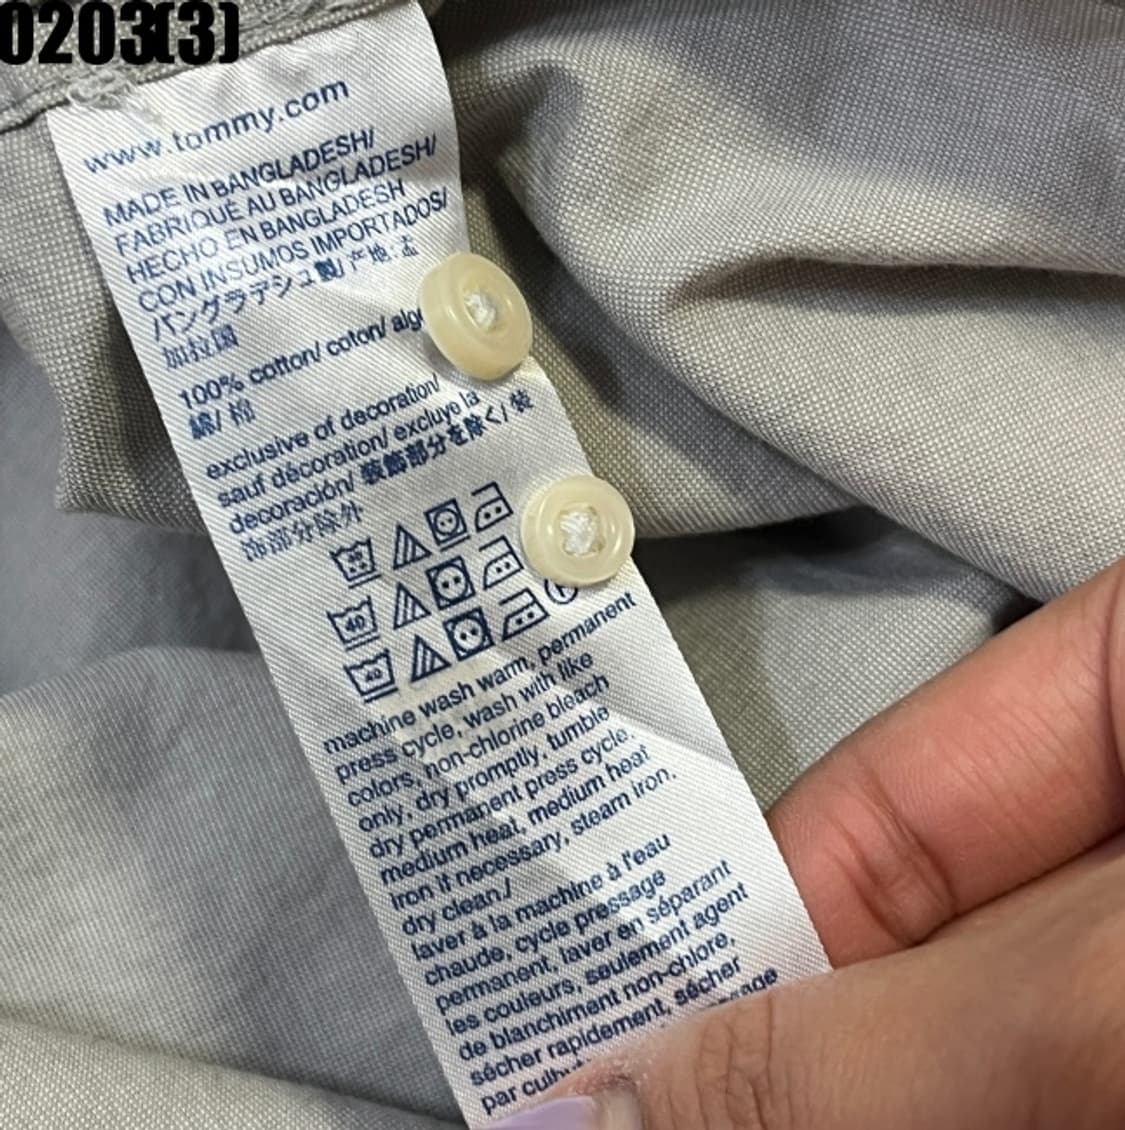 0203(3)
www.tommy.com
MADE IN BANGLADESH/
FABRIQUÉ AU BANGLADESH/
HECHO EN BANGLADESH
CON INSUMOS IMPORTADOS/
バングラデシュ製/ 产地:孟
加拉国
100% cotton/ coton/
綿/ 棉
exclusive of decoration/
sauf décoration/ excluye la
decoración/ 装飾部分を除く/ 装
饰部分除外
40
40
machine wash warm, permanent
press cycle, wash with like
colors, non-chlorine bleach
only, dry promptly, tumble
dry permanent press cycle,
medium heat, medium heat
iron if necessary, steam iron.
dry clean./
laver à la machine à l'eau
chaude, cycle pressage
permanent, laver en séparant
les couleurs, seulement agent
de blanchiment non-chlore,
sécher rapidement, sécher
par